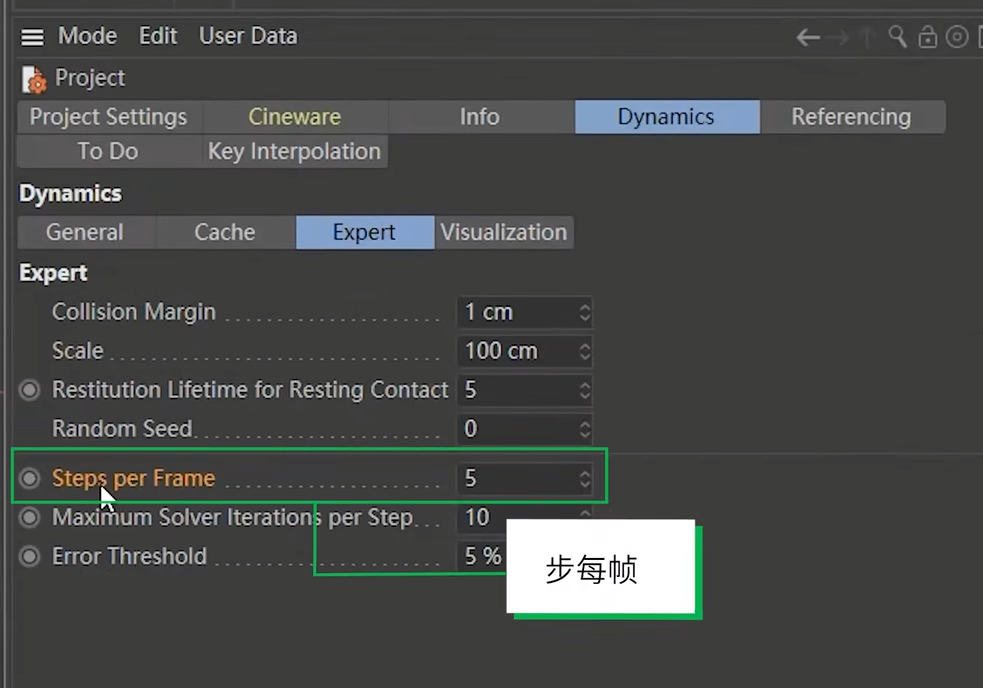 Mode Edit User Data
Project
Project Settings Cineware Info Dynamics Referencing
To Do Key Interpolation
Dynamics
General Cache Expert Visualization
Expert
Collision Margin 1 cm
Scale 100 cm
Restitution Lifetime for Resting Contact 5
Random Seed 0
Steps per Frame 5
Maximum Solver Iterations per Step 10
Error Threshold 5 %
步每帧